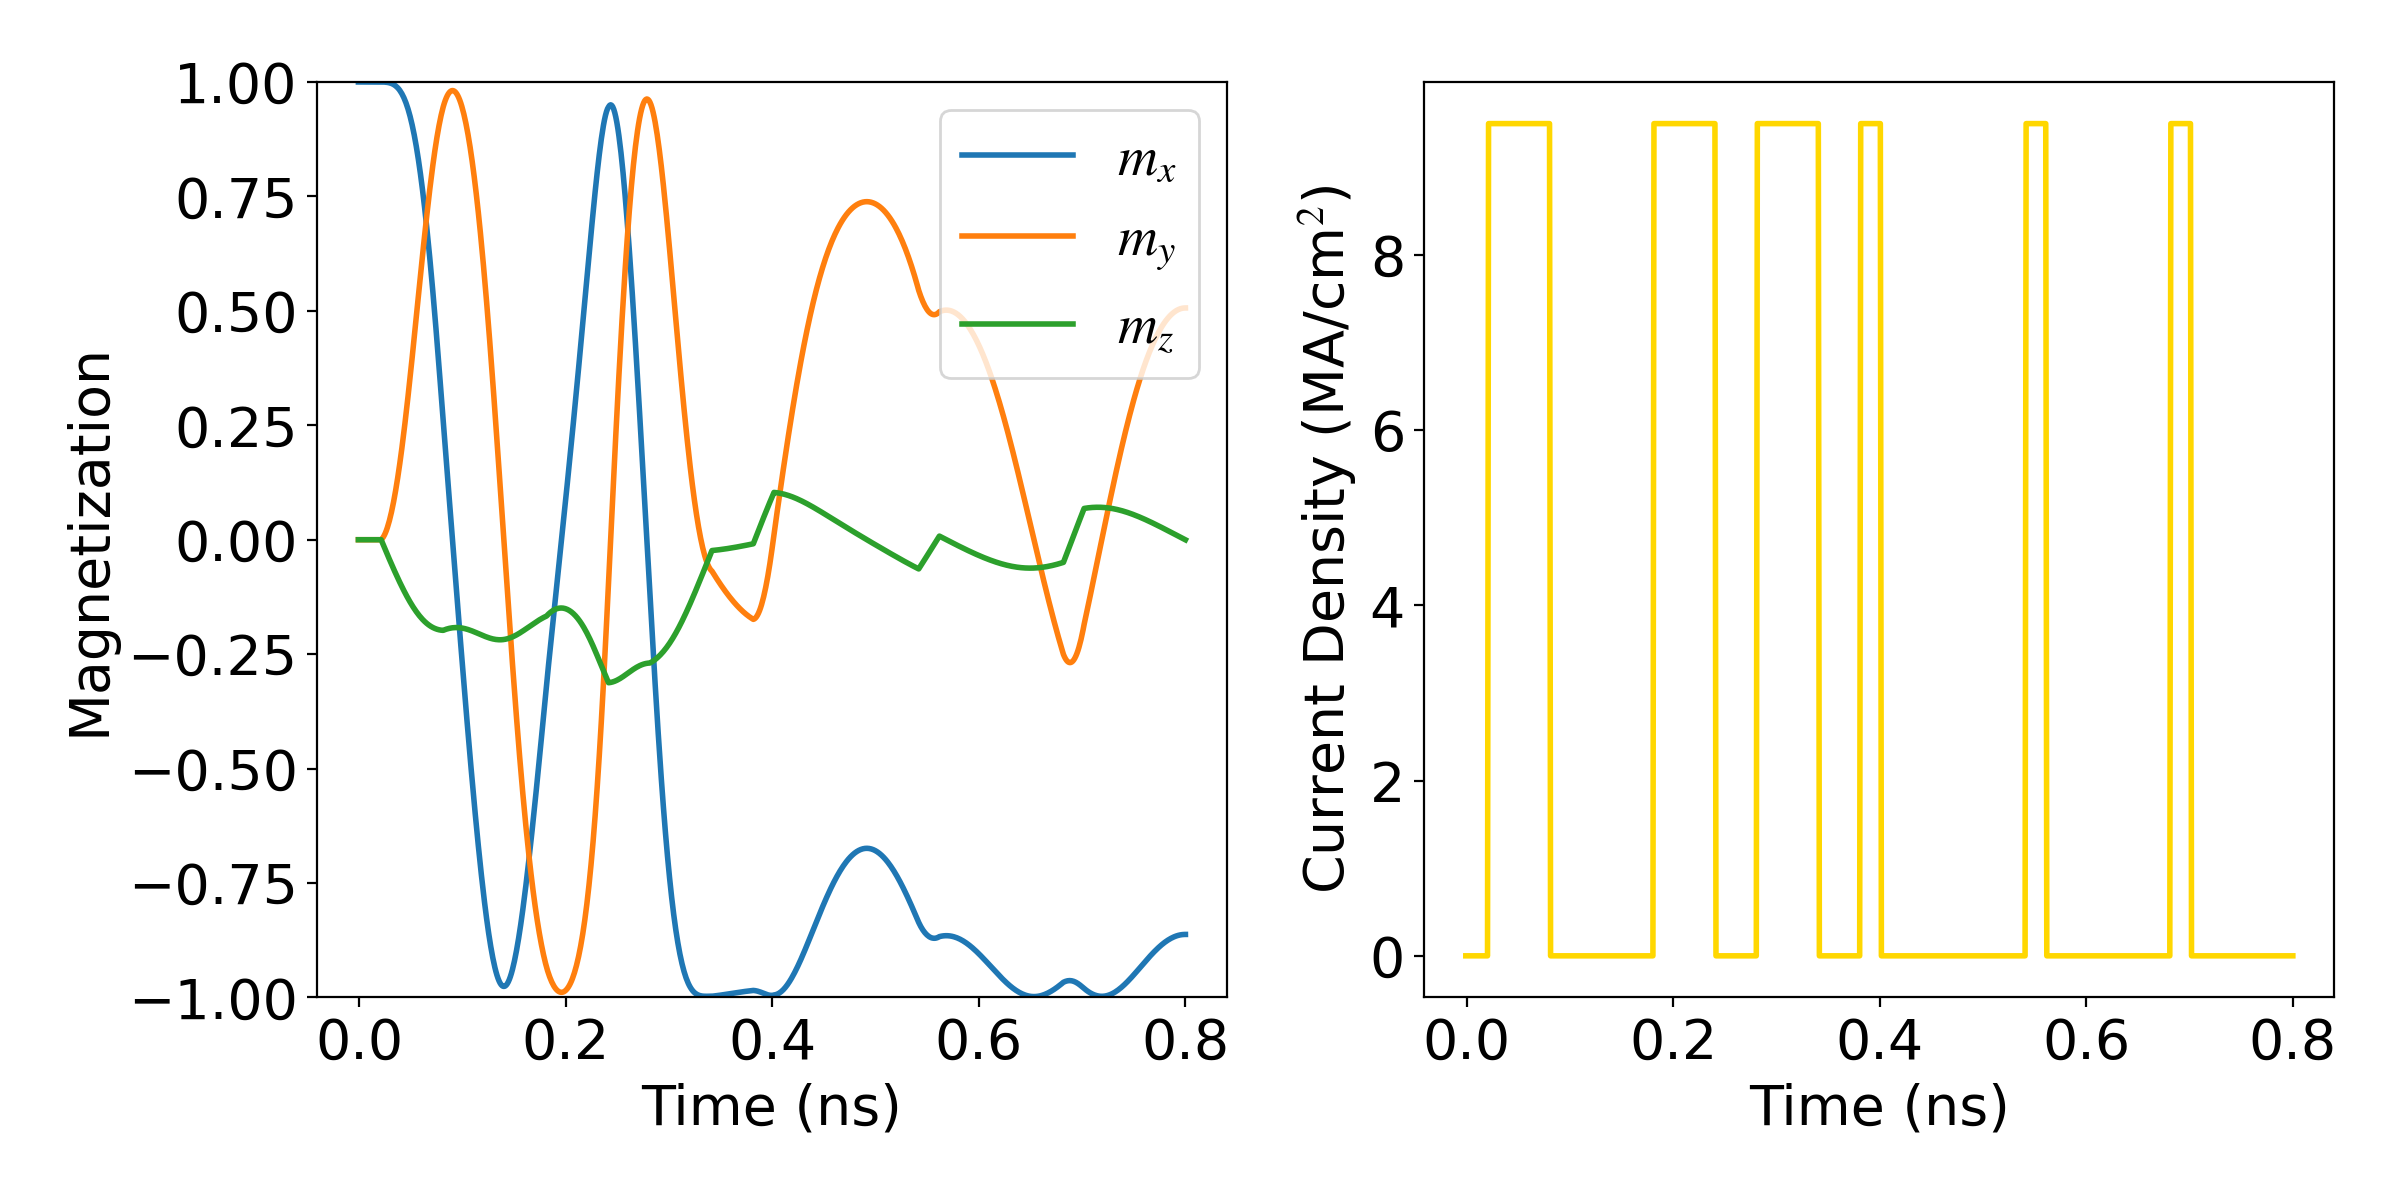 1.00
0.75
0.50
0.25
0.00
−0.25
−0.50
−0.75
−1.00
Magnetization
0.0 0.2 0.4 0.6 0.8
Time (ns)
m_x
m_y
m_z
8
6
4
2
0
Current Density (MA/cm²)
0.0 0.2 0.4 0.6 0.8
Time (ns)